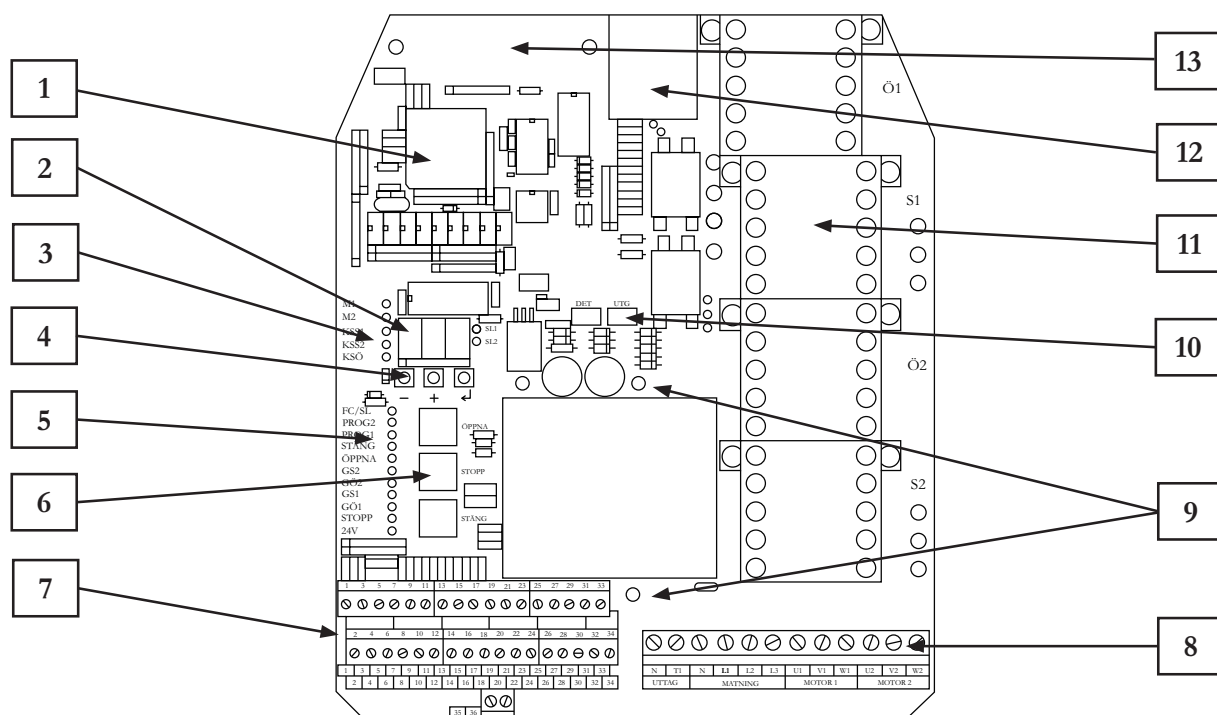 1
2
3
4
5
6
7
13
12
11
10
9
8
Ö1
S1
Ö2
S2
M1
M2
KSS1
KSS2
KSÖ
SL1
SL2
DET UTG
− + ↵
FC/SL
PROG2
PROG1
STÄNG
ÖPPNA
GS2
GÖ2
GS1
GÖ1
STOPP
24V
ÖPPNA
STOPP
STÄNG
1 3 5 7 9 11 13 15 17 19 21 23 25 27 29 31 33
2 4 6 8 10 12 14 16 18 20 22 24 26 28 30 32 34
1 3 5 7 9 11 13 15 17 19 21 23 25 27 29 31 33
2 4 6 8 10 12 14 16 18 20 22 24 26 28 30 32 34
35 36
N T1 N L1 L2 L3 U1 V1 W1 U2 V2 W2
UTTAG MATNING MOTOR 1 MOTOR 2